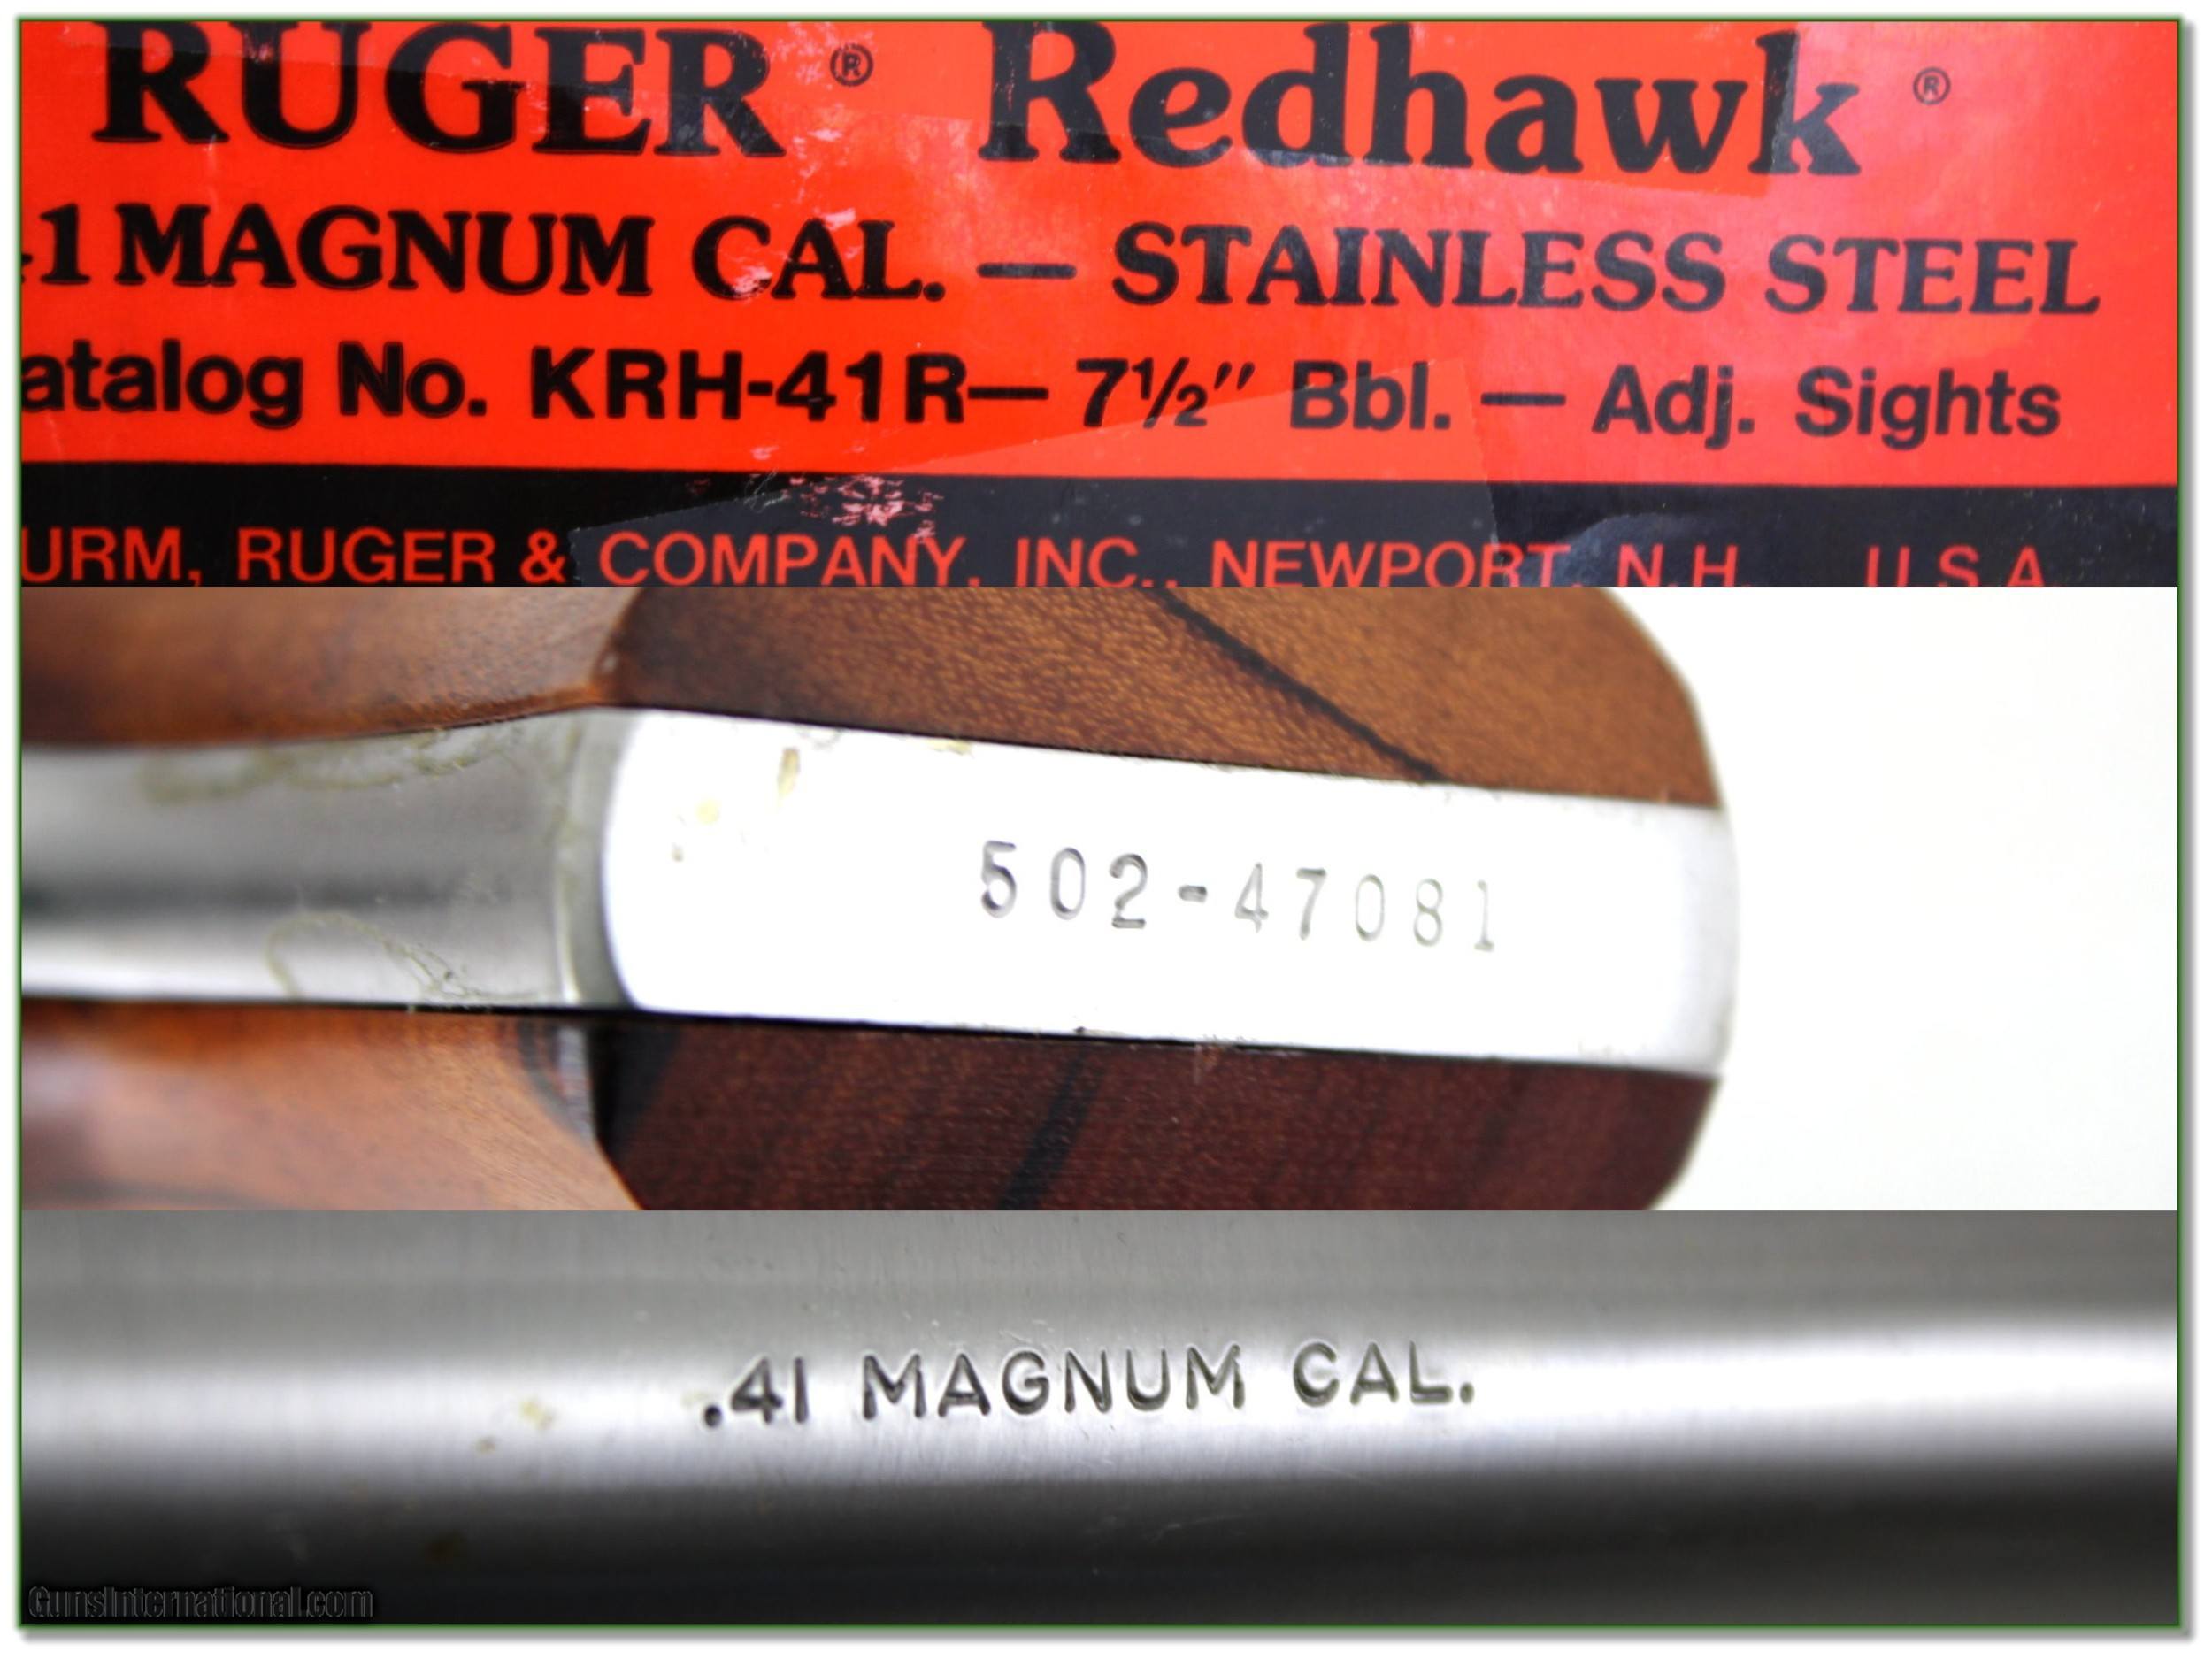 RUGER® Redhawk®
41 MAGNUM CAL. — STAINLESS STEEL
atalog No. KRH-41R— 7½" Bbl. — Adj. Sights
URM, RUGER & COMPANY, INC., NEWPORT, N.H. U.S.A
502-47081
.41 MAGNUM CAL.
GunsInternational.com